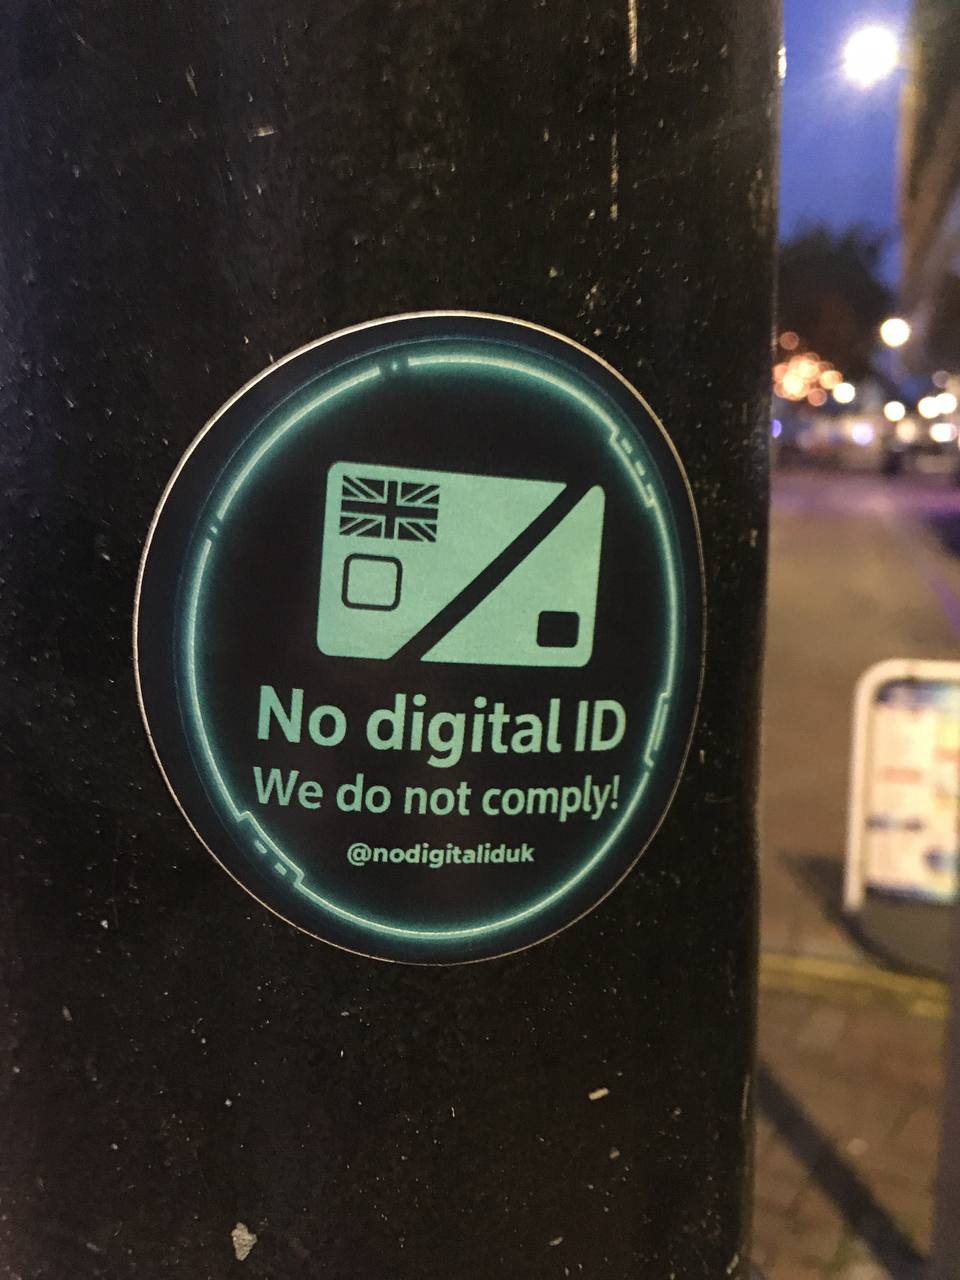 No digital ID
We do not comply!
@nodigitaliduk